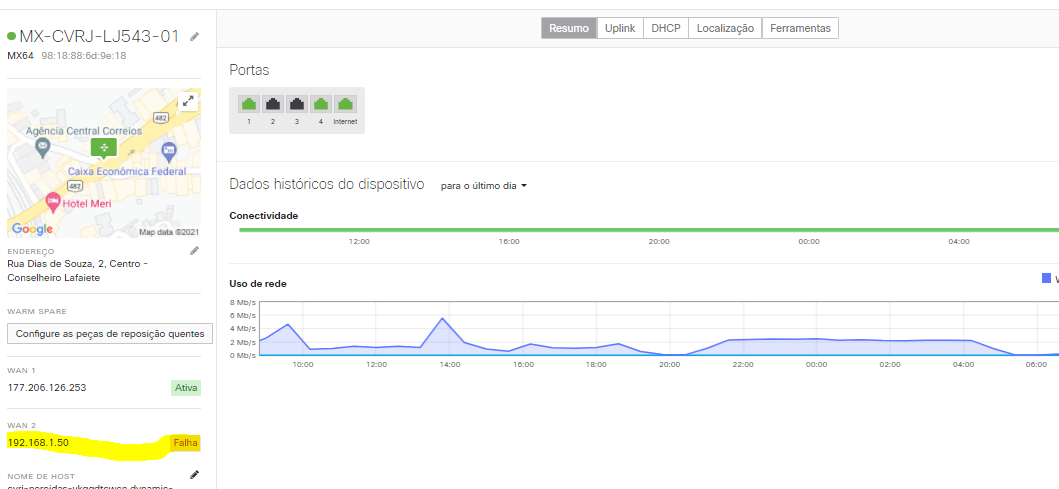 MX-CVRJ-LJ543-01
MX64 98:18:88:6d:9e:18
482
Agência Central Correios
Caixa Econômica Federal
482
Hotel Meri
Google
Map data ©2021
ENDEREÇO
Rua Dias de Souza, 2, Centro -
Conselheiro Lafaiete
WARM SPARE
Configure as peças de reposição quentes
WAN 1
177.206.126.253 Ativa
WAN 2
192.168.1.50 Falha
NOME DE HOST
Resumo Uplink DHCP Localização Ferramentas
Portas
1 2 3 4 Internet
Dados históricos do dispositivo para o último dia
Conectividade
12:00 16:00 20:00 00:00 04:00
Uso de rede
8 Mb/s
6 Mb/s
4 Mb/s
2 Mb/s
0 Mb/s
10:00 12:00 14:00 16:00 18:00 20:00 22:00 00:00 02:00 04:00 06:00